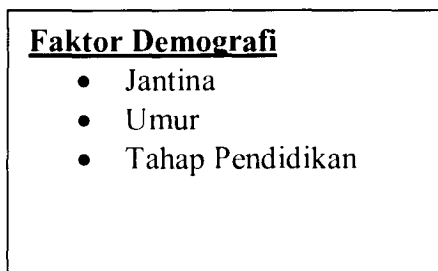 Faktor Demografi
• Jantina
• Umur
• Tahap Pendidikan